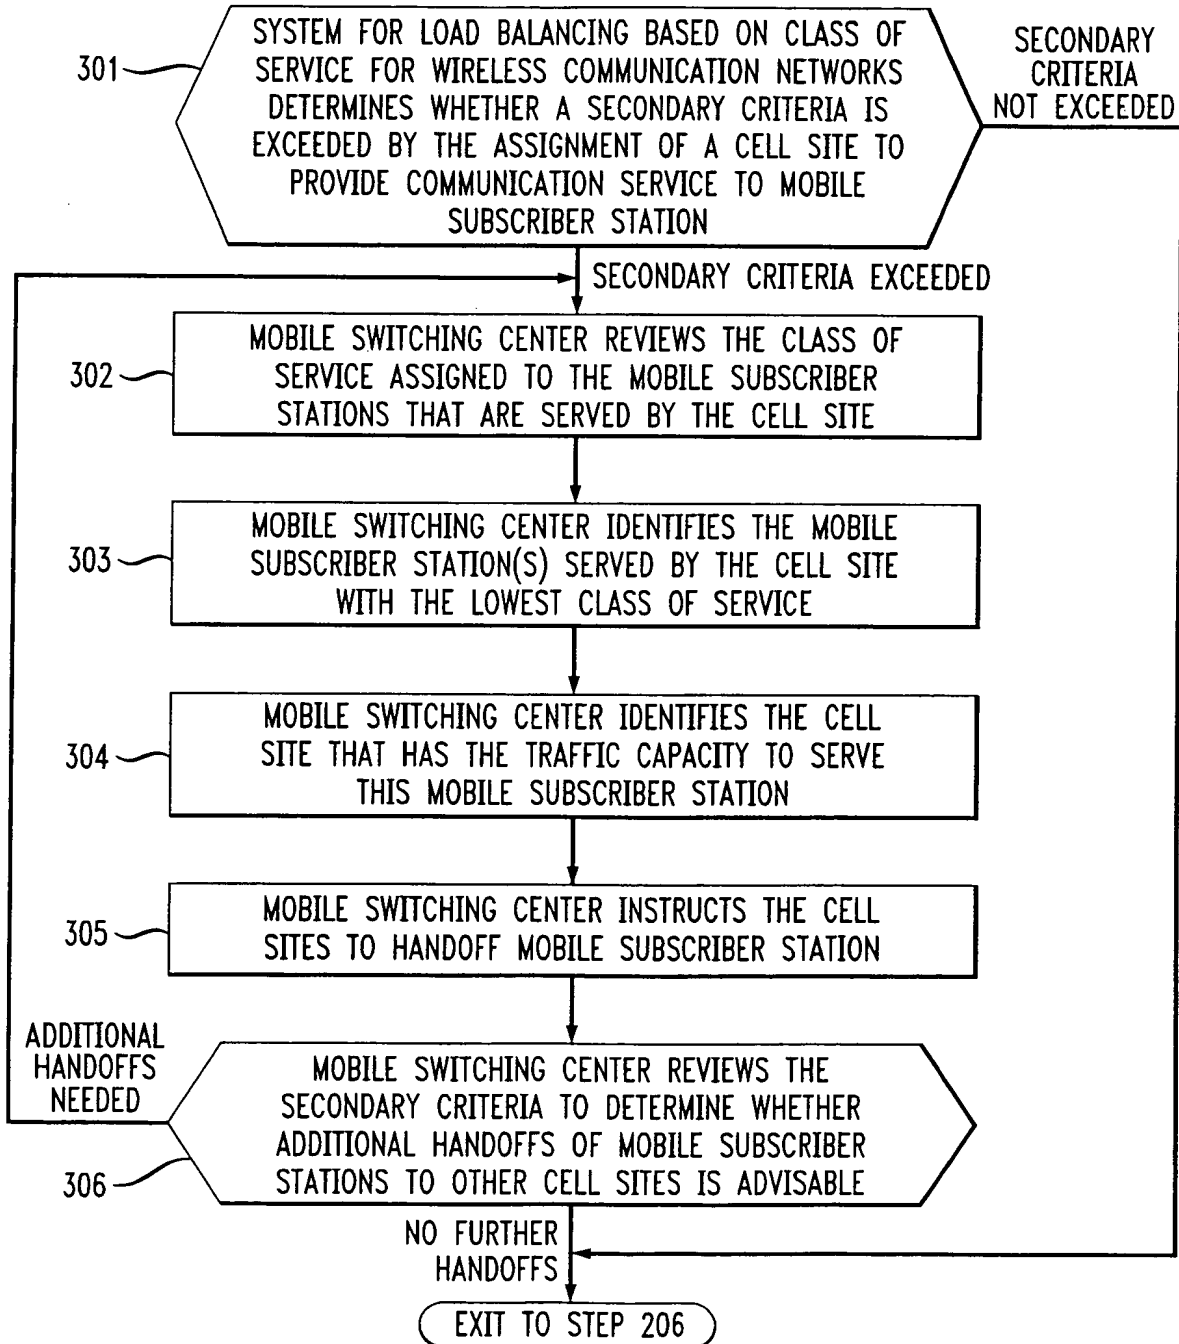 301
SYSTEM FOR LOAD BALANCING BASED ON CLASS OF
SERVICE FOR WIRELESS COMMUNICATION NETWORKS
DETERMINES WHETHER A SECONDARY CRITERIA IS
EXCEEDED BY THE ASSIGNMENT OF A CELL SITE TO
PROVIDE COMMUNICATION SERVICE TO MOBILE
SUBSCRIBER STATION
SECONDARY
CRITERIA
NOT EXCEEDED
SECONDARY CRITERIA EXCEEDED
302
MOBILE SWITCHING CENTER REVIEWS THE CLASS OF
SERVICE ASSIGNED TO THE MOBILE SUBSCRIBER
STATIONS THAT ARE SERVED BY THE CELL SITE
303
MOBILE SWITCHING CENTER IDENTIFIES THE MOBILE
SUBSCRIBER STATION(S) SERVED BY THE CELL SITE
WITH THE LOWEST CLASS OF SERVICE
304
MOBILE SWITCHING CENTER IDENTIFIES THE CELL
SITE THAT HAS THE TRAFFIC CAPACITY TO SERVE
THIS MOBILE SUBSCRIBER STATION
305
MOBILE SWITCHING CENTER INSTRUCTS THE CELL
SITES TO HANDOFF MOBILE SUBSCRIBER STATION
ADDITIONAL
HANDOFFS
NEEDED
306
MOBILE SWITCHING CENTER REVIEWS THE
SECONDARY CRITERIA TO DETERMINE WHETHER
ADDITIONAL HANDOFFS OF MOBILE SUBSCRIBER
STATIONS TO OTHER CELL SITES IS ADVISABLE
NO FURTHER
HANDOFFS
EXIT TO STEP 206